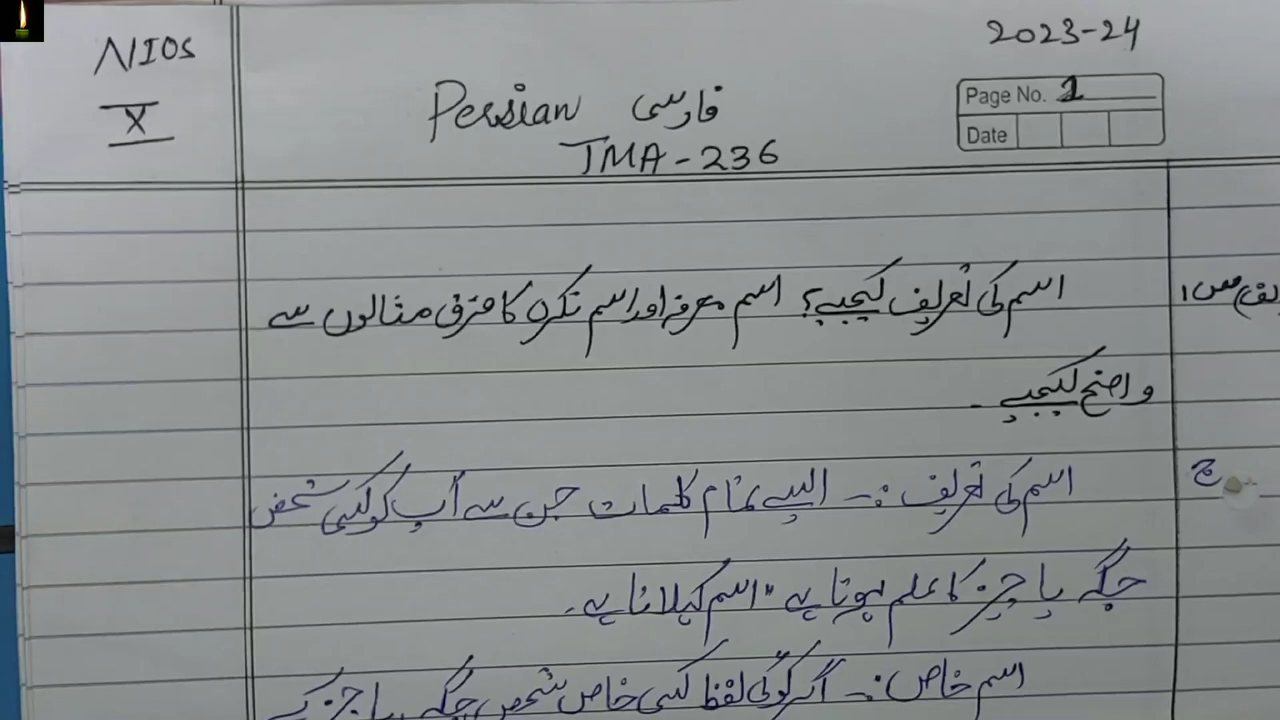 NIOS
X
2023-24
Page No. 1
Date
Persian فارسی
TMA-236
اسم کی تعریف کیجیے؟ اسم معرفہ اور اسم نکرہ کا فرق مثالوں سے
واضح کیجیے۔
ج
اسم کی تعریف :۔ ایسے تمام کلمات جن سے آپ کو کسی شخص
جگہ یا چیز کا علم ہوتا ہے "اسم کہلاتا ہے۔
اسم خاص :۔ اگر کوئی لفظ کسی خاص شخص، جگہ یا چیز کے